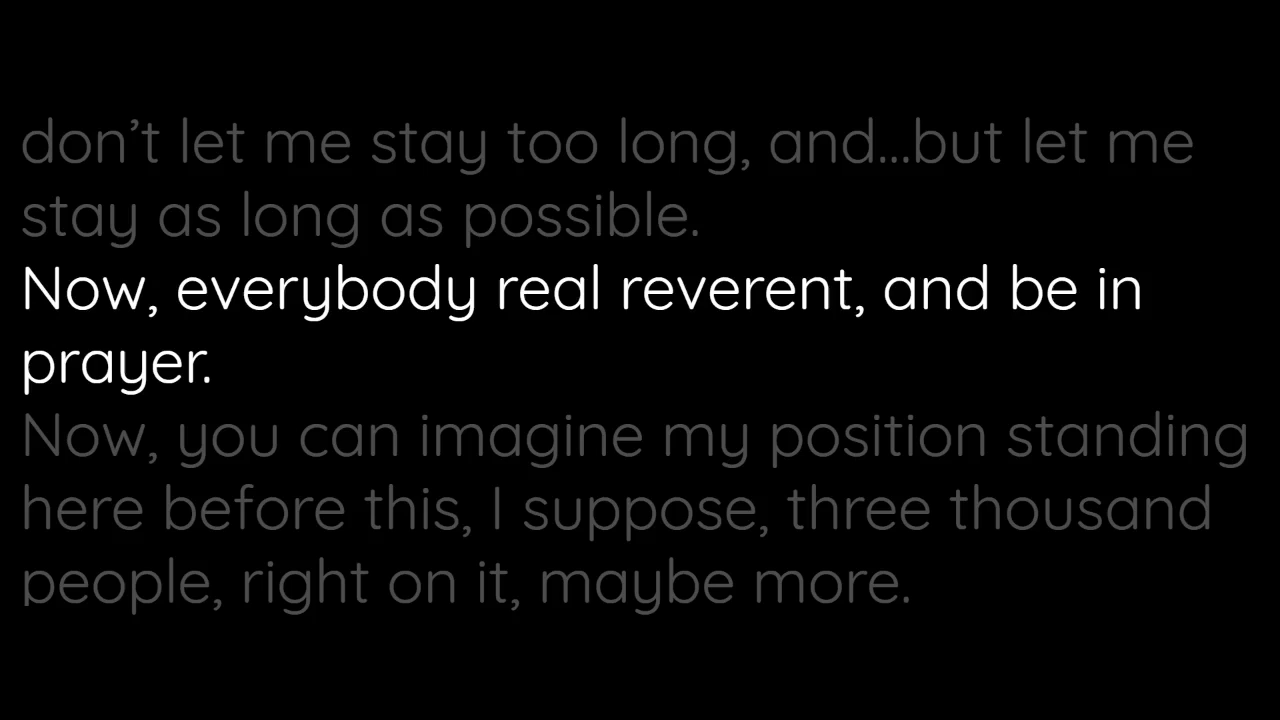 don’t let me stay too long, and...but let me
stay as long as possible.
Now, everybody real reverent, and be in
prayer.
Now, you can imagine my position standing
here before this, I suppose, three thousand
people, right on it, maybe more.